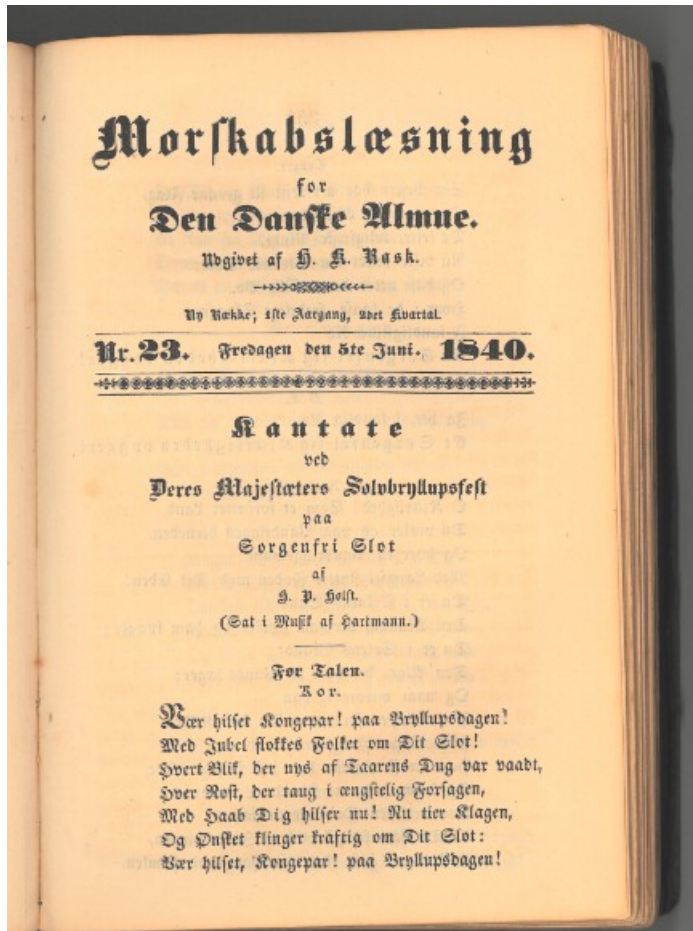 Morskabslæsning
for
Den Danske Almue.
Udgivet af H. K. Rask.
Ny Række; 1ste Aargang, 2det Kvartal
Nr. 23. Fredagen den 5te Juni. 1840.
Kantate
ved
Deres Majestæters Sølvbryllupsfest
paa
Sorgenfri Slot
af
H. P. Holst.
(Sat i Musik af Hartmann.)
Før Talen.
Kor.
Vær hilset Kongepar! paa Bryllupsdagen!
Med Jubel flokkes Folket om Dit Slot!
Hvert Blik, der nys af Taarens Dug var vaadt,
Hver Røst, der taug i ængstelig Forsagen,
Med Haab Dig hilser nu! Nu tier Klagen,
Og Ønsket klinger kraftig om Dit Slot:
Vær hilset, Kongepar! paa Bryllupsdagen!